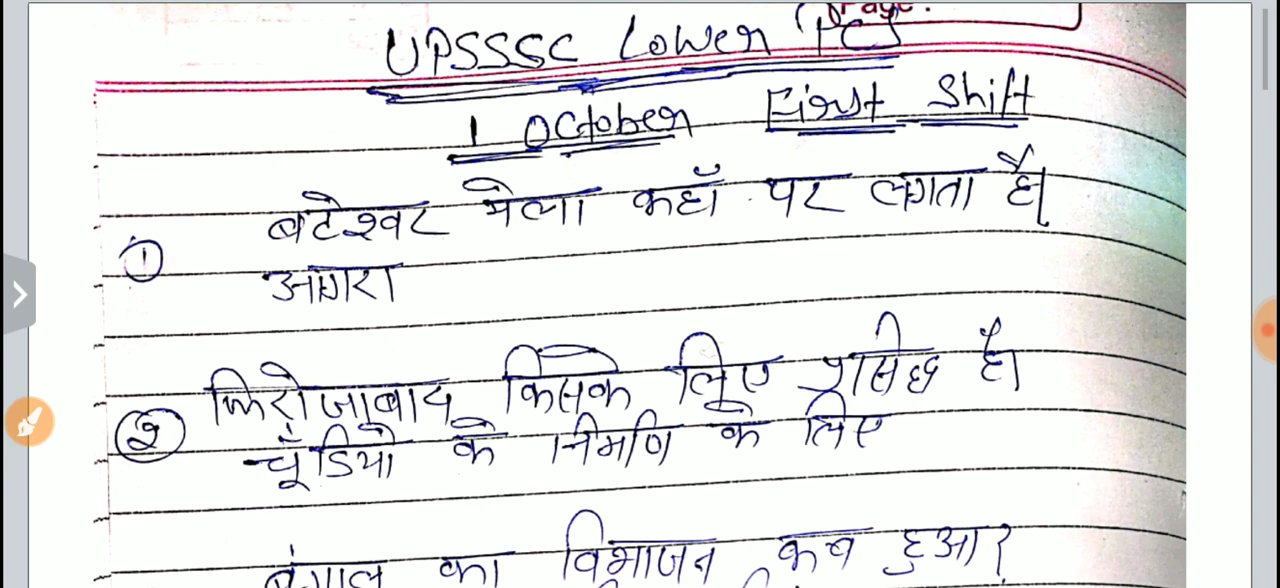 Page:
UPSSSC Lower PCS
1 October First Shift
① बटेश्वर मेला कहाँ पर लगता है।
आगरा
② फिरोजाबाद किसके लिए प्रसिद्ध है।
चूंडियो के निर्माण के लिए
बंगाल का विभाजन कब हुआ?